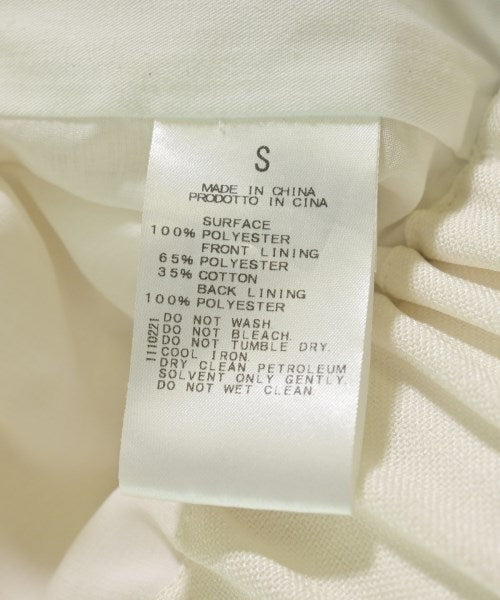 S
MADE IN CHINA
PRODOTTO IN CINA
SURFACE
100% POLYESTER
FRONT LINING
65% POLYESTER
35% COTTON
BACK LINING
100% POLYESTER
1110221
DO NOT WASH
DO NOT BLEACH.
DO NOT TUMBLE DRY.
COOL IRON.
DRY CLEAN PETROLEUM
SOLVENT ONLY GENTLY.
DO NOT WET CLEAN.